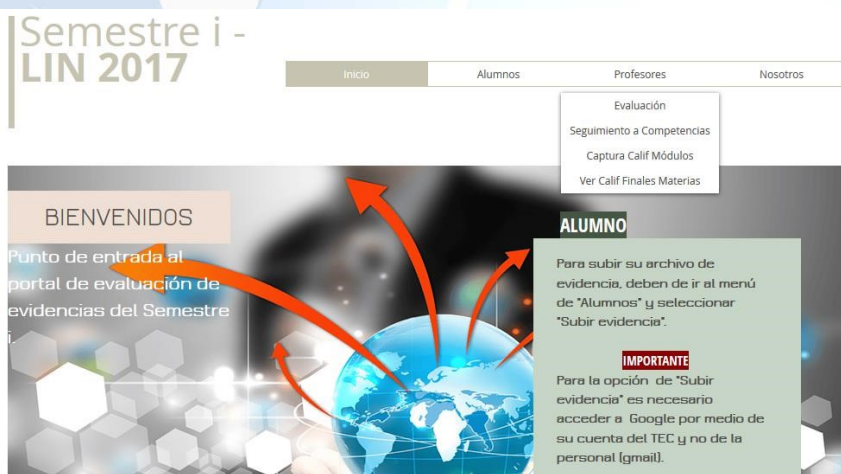 Semestre i -
LIN 2017
Inicio
Alumnos
Profesores
Nosotros
Evaluación
Seguimiento a Competencias
Captura Calif Módulos
Ver Calif Finales Materias
BIENVENIDOS
Punto de entrada al
portal de evaluación de
evidencias del Semestre
i.
ALUMNO
Para subir su archivo de
evidencia, deben de ir al menú
de "Alumnos" y seleccionar
"Subir evidencia".
IMPORTANTE
Para la opción de "Subir
evidencia" es necesario
acceder a Google por medio de
su cuenta del TEC y no de la
personal (gmail).